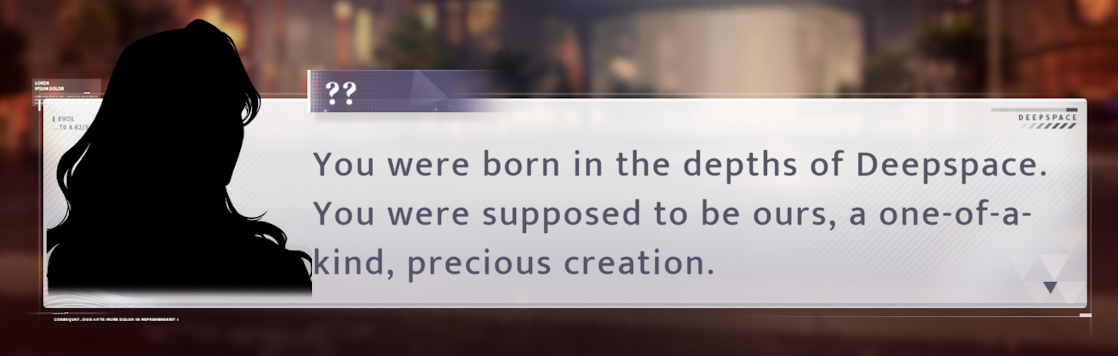 LOREM
IPSUM DOLOR
??
EVOL
DEEPSPACE
You were born in the depths of Deepspace.
You were supposed to be ours, a one-of-a-
kind, precious creation.